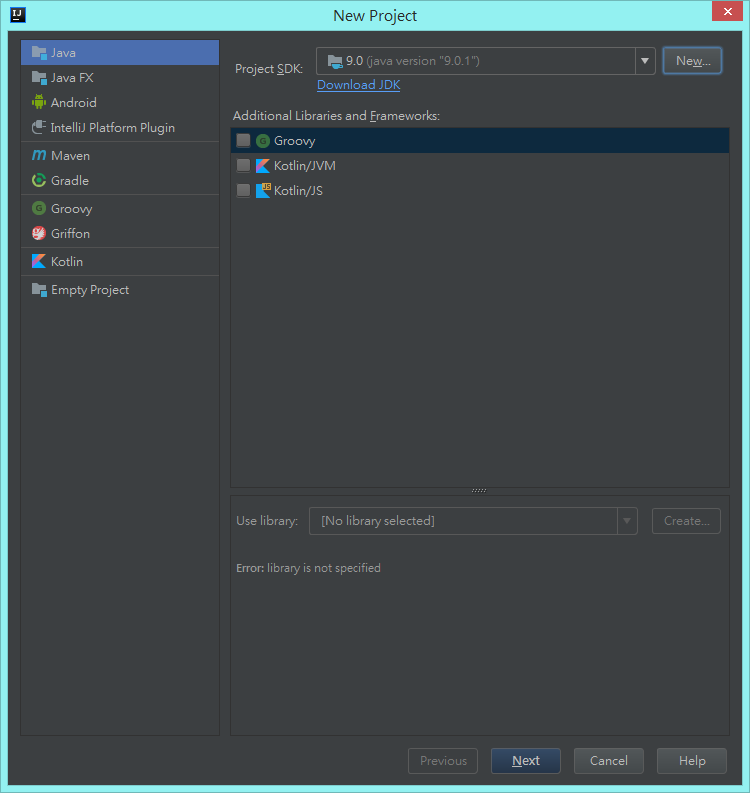 New Project
Java
Java FX
Android
IntelliJ Platform Plugin
Maven
Gradle
Groovy
Griffon
Kotlin
Empty Project
Project SDK: 9.0 (java version "9.0.1") New...
Download JDK
Additional Libraries and Frameworks:
Groovy
Kotlin/JVM
Kotlin/JS
Use library: [No library selected] Create...
Error: library is not specified
Previous Next Cancel Help